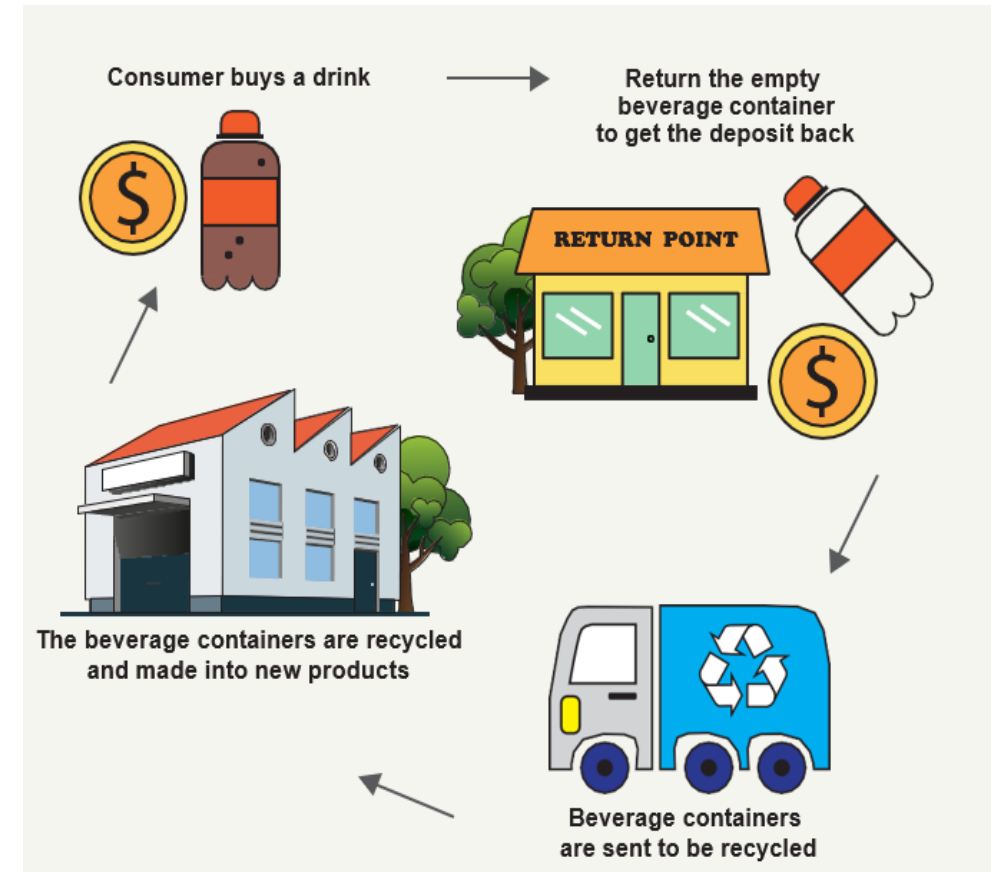 Consumer buys a drink
Return the empty
beverage container
to get the deposit back
$
RETURN POINT
$
The beverage containers are recycled
and made into new products
Beverage containers
are sent to be recycled